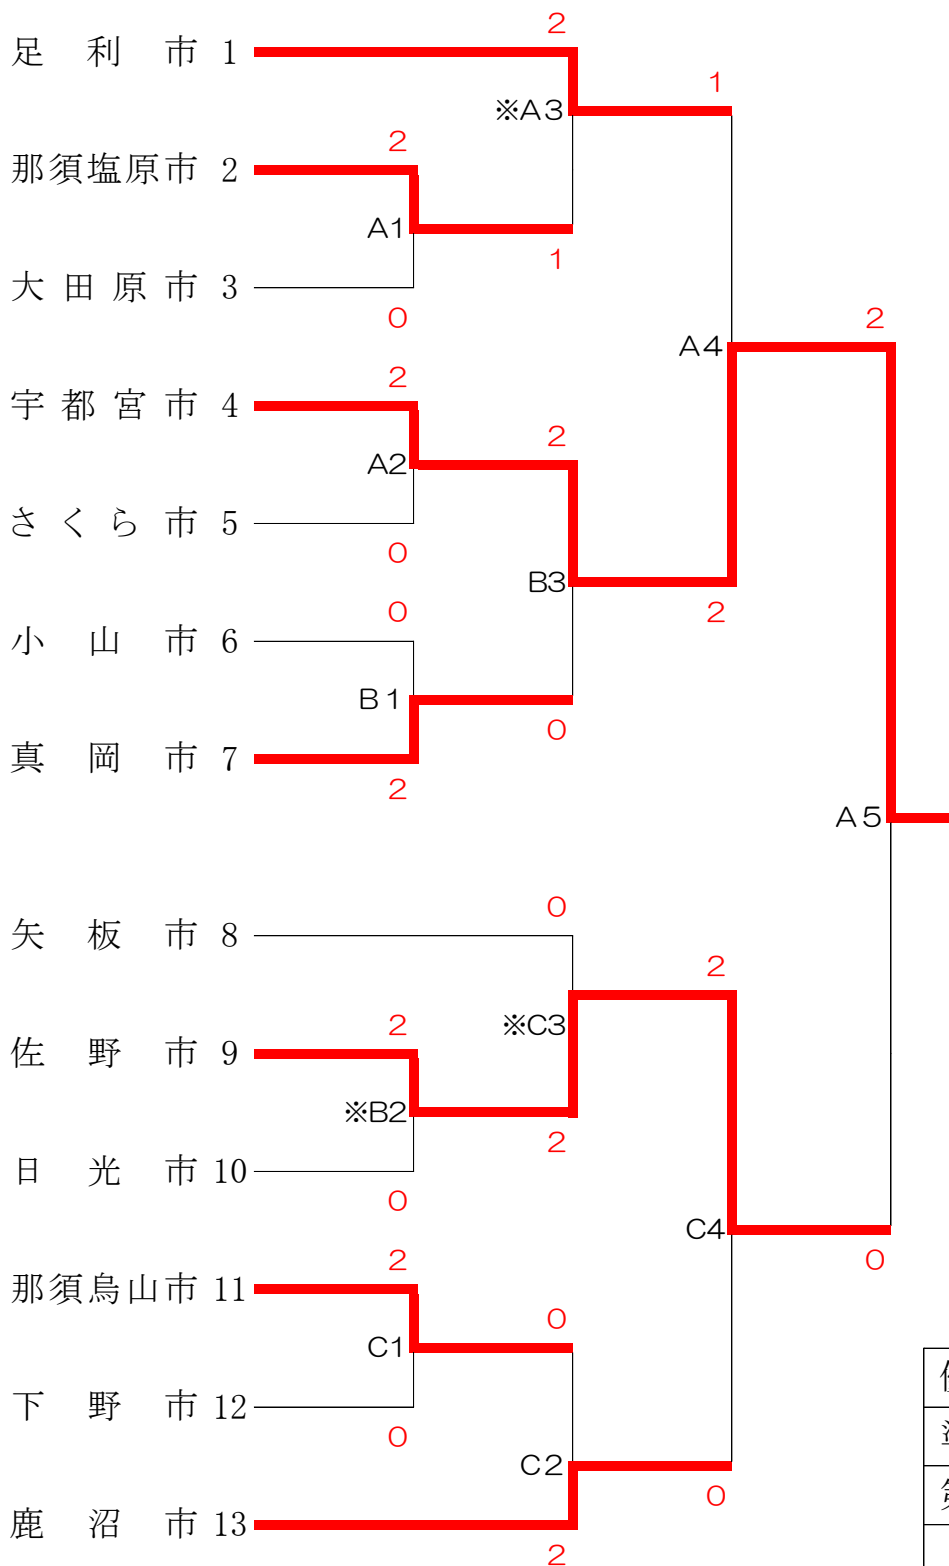 2
足利市 1
1
※A3
2
那須塩原市 2
A1
1
大田原市 3
0
2
A4
2
宇都宮市 4
2
A2
さくら市 5
0
B3
0
2
小山市 6
B1
0
真岡市 7
2
A5
0
矢板市 8
2
※C3
2
佐野市 9
※B2
2
日光市 10
0
C4
2
0
那須烏山市 11
0
C1
下野市 12
0
C2
0
鹿沼市 13
2